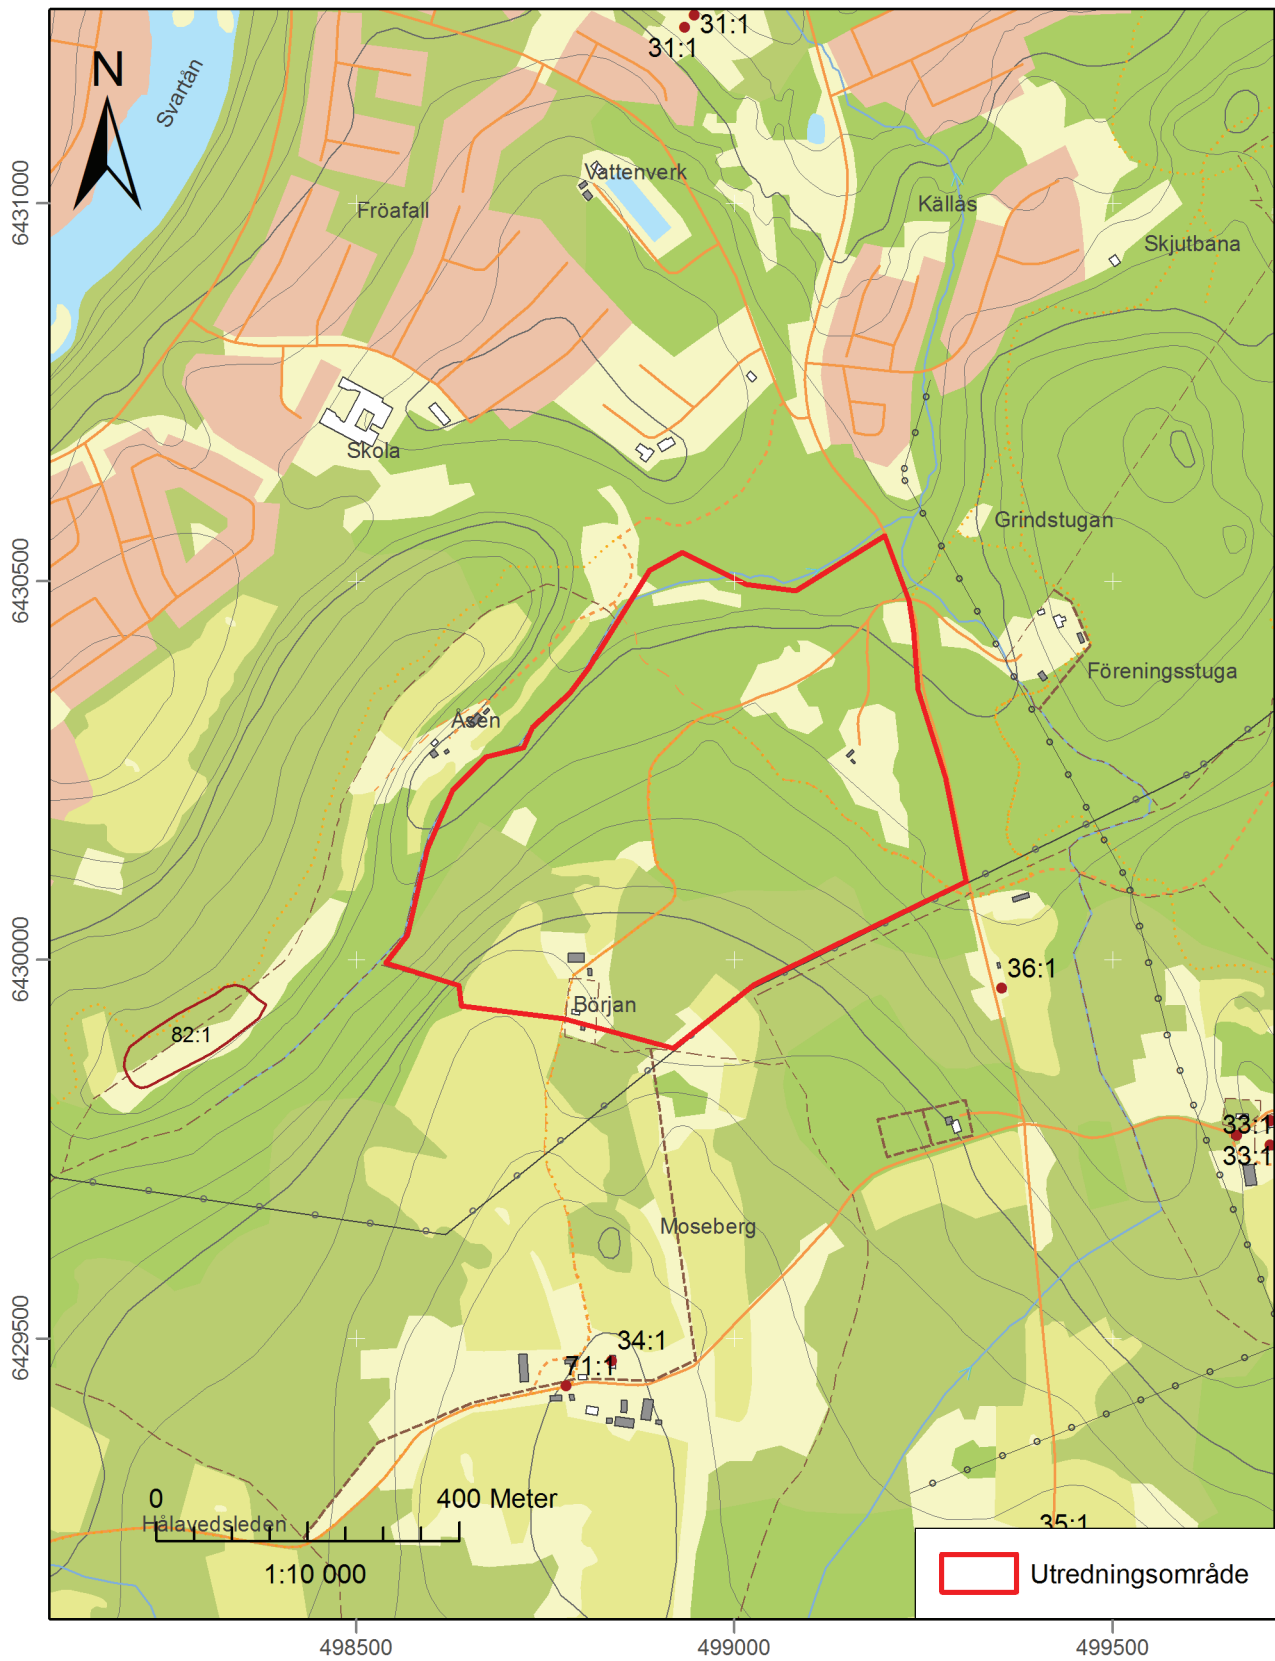 31:1
31:1
N
Svartån
Vattenverk
6431000
Fröafall
Källås
Skjutbana
Skola
Grindstugan
6430500
Föreningsstuga
Åsen
6430000
36:1
Början
82:1
33:1
33:1
Moseberg
6429500
34:1
71:1
0
400 Meter
Hålavedsleden
35:1
1:10 000
Utredningsområde
498500
499000
499500